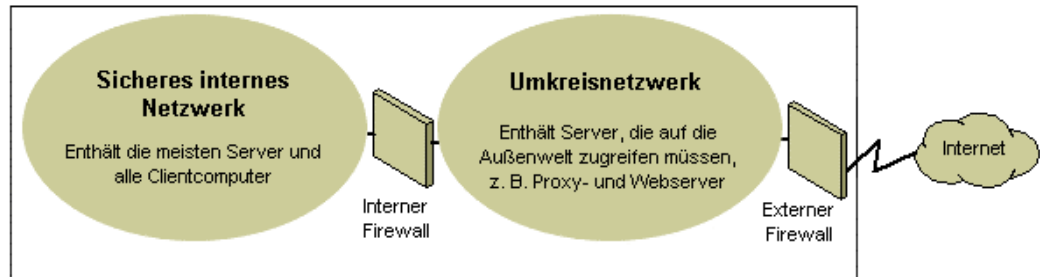 Sicheres internes
Netzwerk
Enthält die meisten Server und
alle Clientcomputer
Interner
Firewall
Umkreisnetzwerk
Enthält Server, die auf die
Außenwelt zugreifen müssen,
z. B. Proxy- und Webserver
Externer
Firewall
Internet